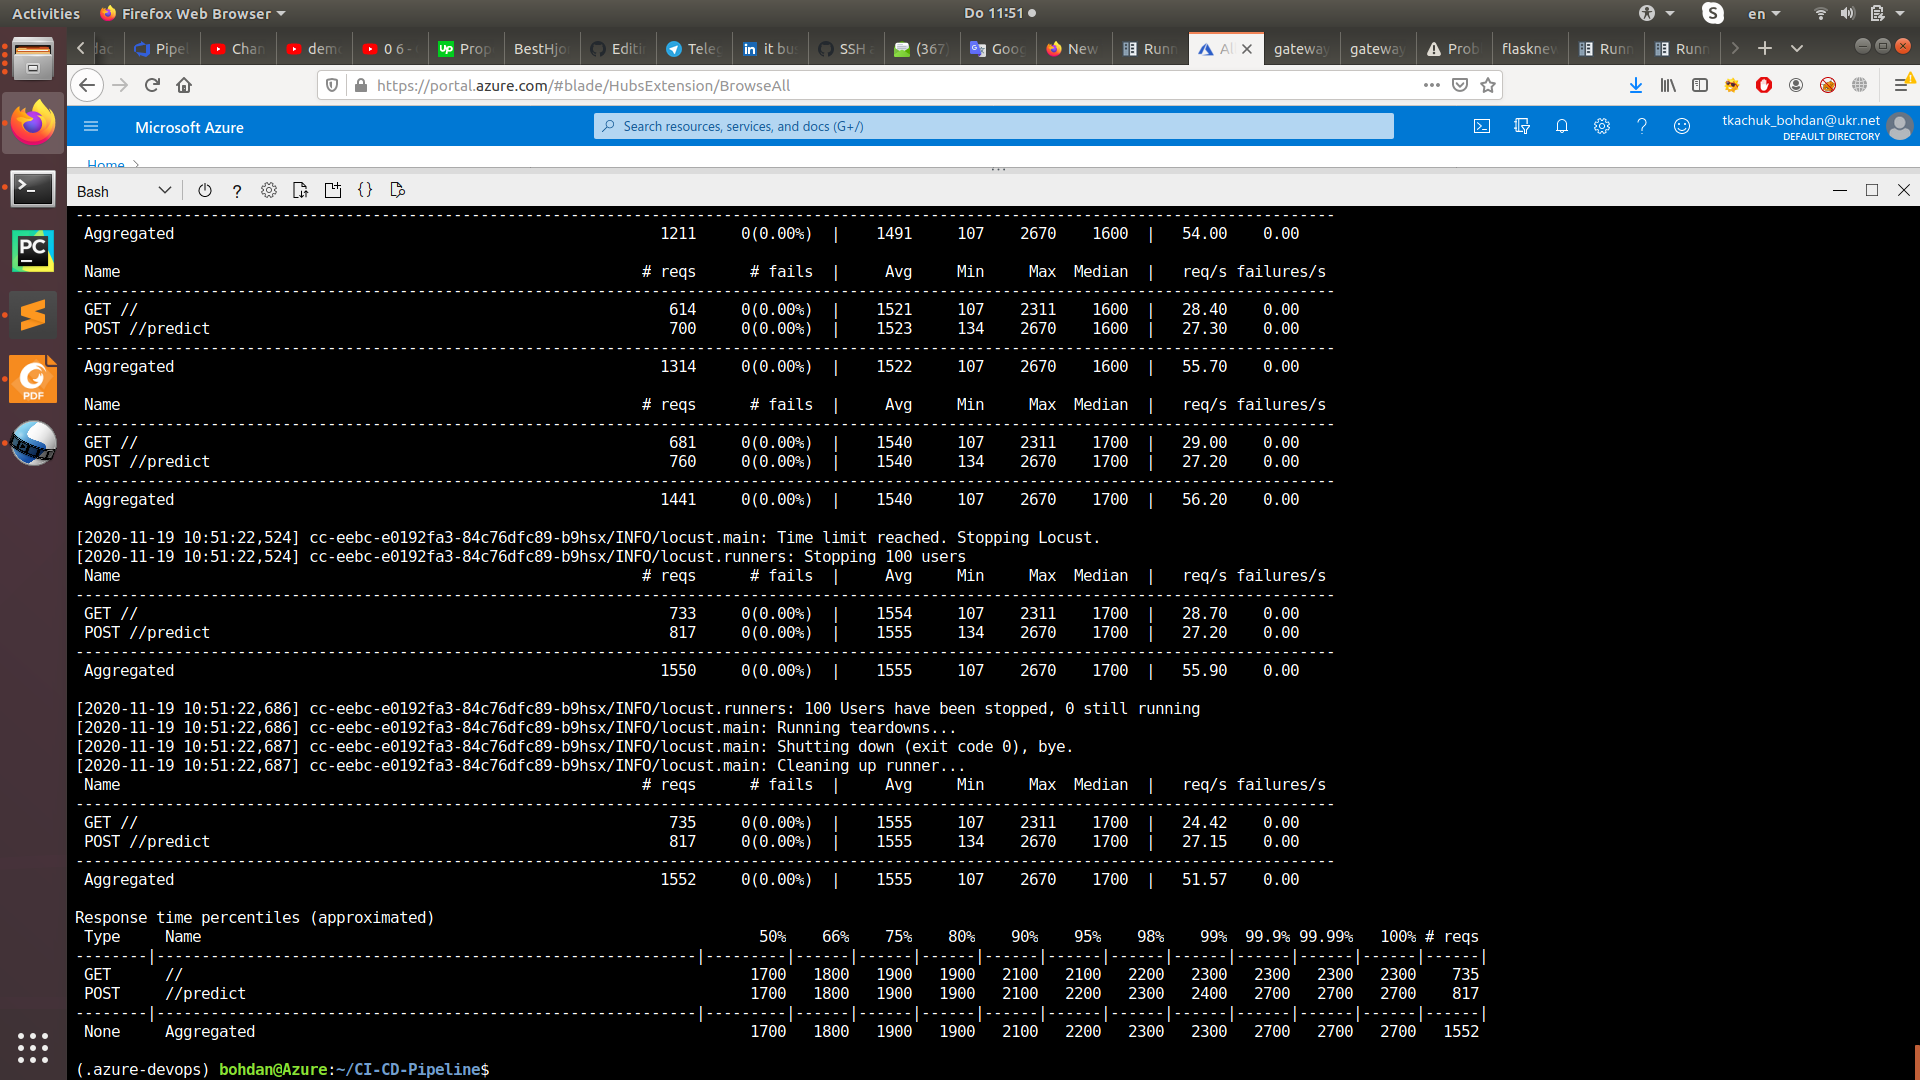 Activities Firefox Web Browser Do 11:51 en
Pipel Chan dem 0 6 - Prop BestHjo Editi Tele it bu SSH a (367) Goog New Runn gateway gateway Prob flasknew Runn Runn
https://portal.azure.com/#blade/HubsExtension/BrowseAll
Microsoft Azure Search resources, services, and docs (G+/) tkachuk_bohdan@ukr.net
DEFAULT DIRECTORY
Home >
Bash
--------------------------------------------------------------------------------------------------------------------------------------------
Aggregated 1211 0(0.00%) | 1491 107 2670 1600 | 54.00 0.00
Name # reqs # fails | Avg Min Max Median | req/s failures/s
--------------------------------------------------------------------------------------------------------------------------------------------
GET // 614 0(0.00%) | 1521 107 2311 1600 | 28.40 0.00
POST //predict 700 0(0.00%) | 1523 134 2670 1600 | 27.30 0.00
--------------------------------------------------------------------------------------------------------------------------------------------
Aggregated 1314 0(0.00%) | 1522 107 2670 1600 | 55.70 0.00
Name # reqs # fails | Avg Min Max Median | req/s failures/s
--------------------------------------------------------------------------------------------------------------------------------------------
GET // 681 0(0.00%) | 1540 107 2311 1700 | 29.00 0.00
POST //predict 760 0(0.00%) | 1540 134 2670 1700 | 27.20 0.00
--------------------------------------------------------------------------------------------------------------------------------------------
Aggregated 1441 0(0.00%) | 1540 107 2670 1700 | 56.20 0.00
[2020-11-19 10:51:22,524] cc-eebc-e0192fa3-84c76dfc89-b9hsx/INFO/locust.main: Time limit reached. Stopping Locust.
[2020-11-19 10:51:22,524] cc-eebc-e0192fa3-84c76dfc89-b9hsx/INFO/locust.runners: Stopping 100 users
Name # reqs # fails | Avg Min Max Median | req/s failures/s
--------------------------------------------------------------------------------------------------------------------------------------------
GET // 733 0(0.00%) | 1554 107 2311 1700 | 28.70 0.00
POST //predict 817 0(0.00%) | 1555 134 2670 1700 | 27.20 0.00
--------------------------------------------------------------------------------------------------------------------------------------------
Aggregated 1550 0(0.00%) | 1555 107 2670 1700 | 55.90 0.00
[2020-11-19 10:51:22,686] cc-eebc-e0192fa3-84c76dfc89-b9hsx/INFO/locust.runners: 100 Users have been stopped, 0 still running
[2020-11-19 10:51:22,686] cc-eebc-e0192fa3-84c76dfc89-b9hsx/INFO/locust.main: Running teardowns...
[2020-11-19 10:51:22,687] cc-eebc-e0192fa3-84c76dfc89-b9hsx/INFO/locust.main: Shutting down (exit code 0), bye.
[2020-11-19 10:51:22,687] cc-eebc-e0192fa3-84c76dfc89-b9hsx/INFO/locust.main: Cleaning up runner...
Name # reqs # fails | Avg Min Max Median | req/s failures/s
--------------------------------------------------------------------------------------------------------------------------------------------
GET // 735 0(0.00%) | 1555 107 2311 1700 | 24.42 0.00
POST //predict 817 0(0.00%) | 1555 134 2670 1700 | 27.15 0.00
--------------------------------------------------------------------------------------------------------------------------------------------
Aggregated 1552 0(0.00%) | 1555 107 2670 1700 | 51.57 0.00
Response time percentiles (approximated)
Type Name 50% 66% 75% 80% 90% 95% 98% 99% 99.9% 99.99% 100% # reqs
--------|------------------------------------------------------------|---------|------|------|------|------|------|------|------|------|------|------|------|
GET // 1700 1800 1900 1900 2100 2100 2200 2300 2300 2300 2300 735
POST //predict 1700 1800 1900 1900 2100 2200 2300 2400 2700 2700 2700 817
--------|------------------------------------------------------------|---------|------|------|------|------|------|------|------|------|------|------|------|
None Aggregated 1700 1800 1900 1900 2100 2200 2300 2300 2700 2700 2700 1552
(.azure-devops) bohdan@Azure:~/CI-CD-Pipeline$